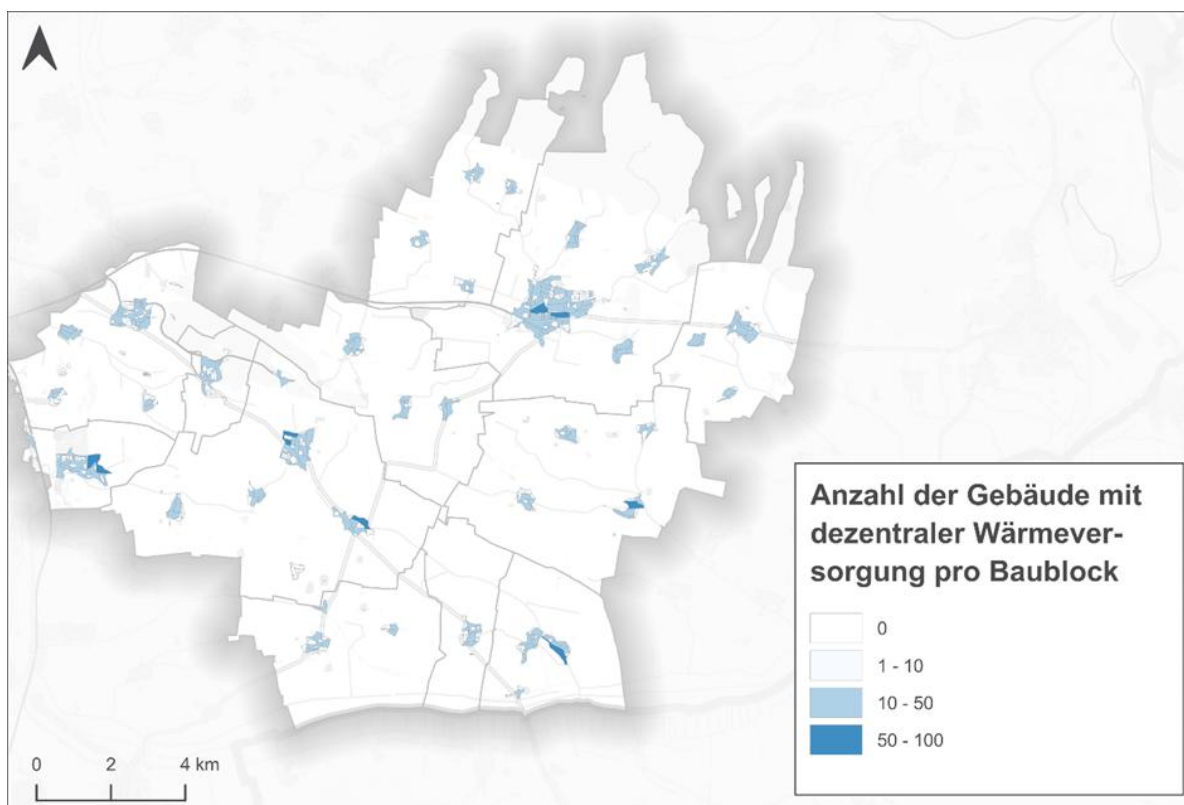 Anzahl der Gebäude mit
dezentraler Wärmever-
sorgung pro Baublock
0
1 - 10
10 - 50
50 - 100
0 2 4 km